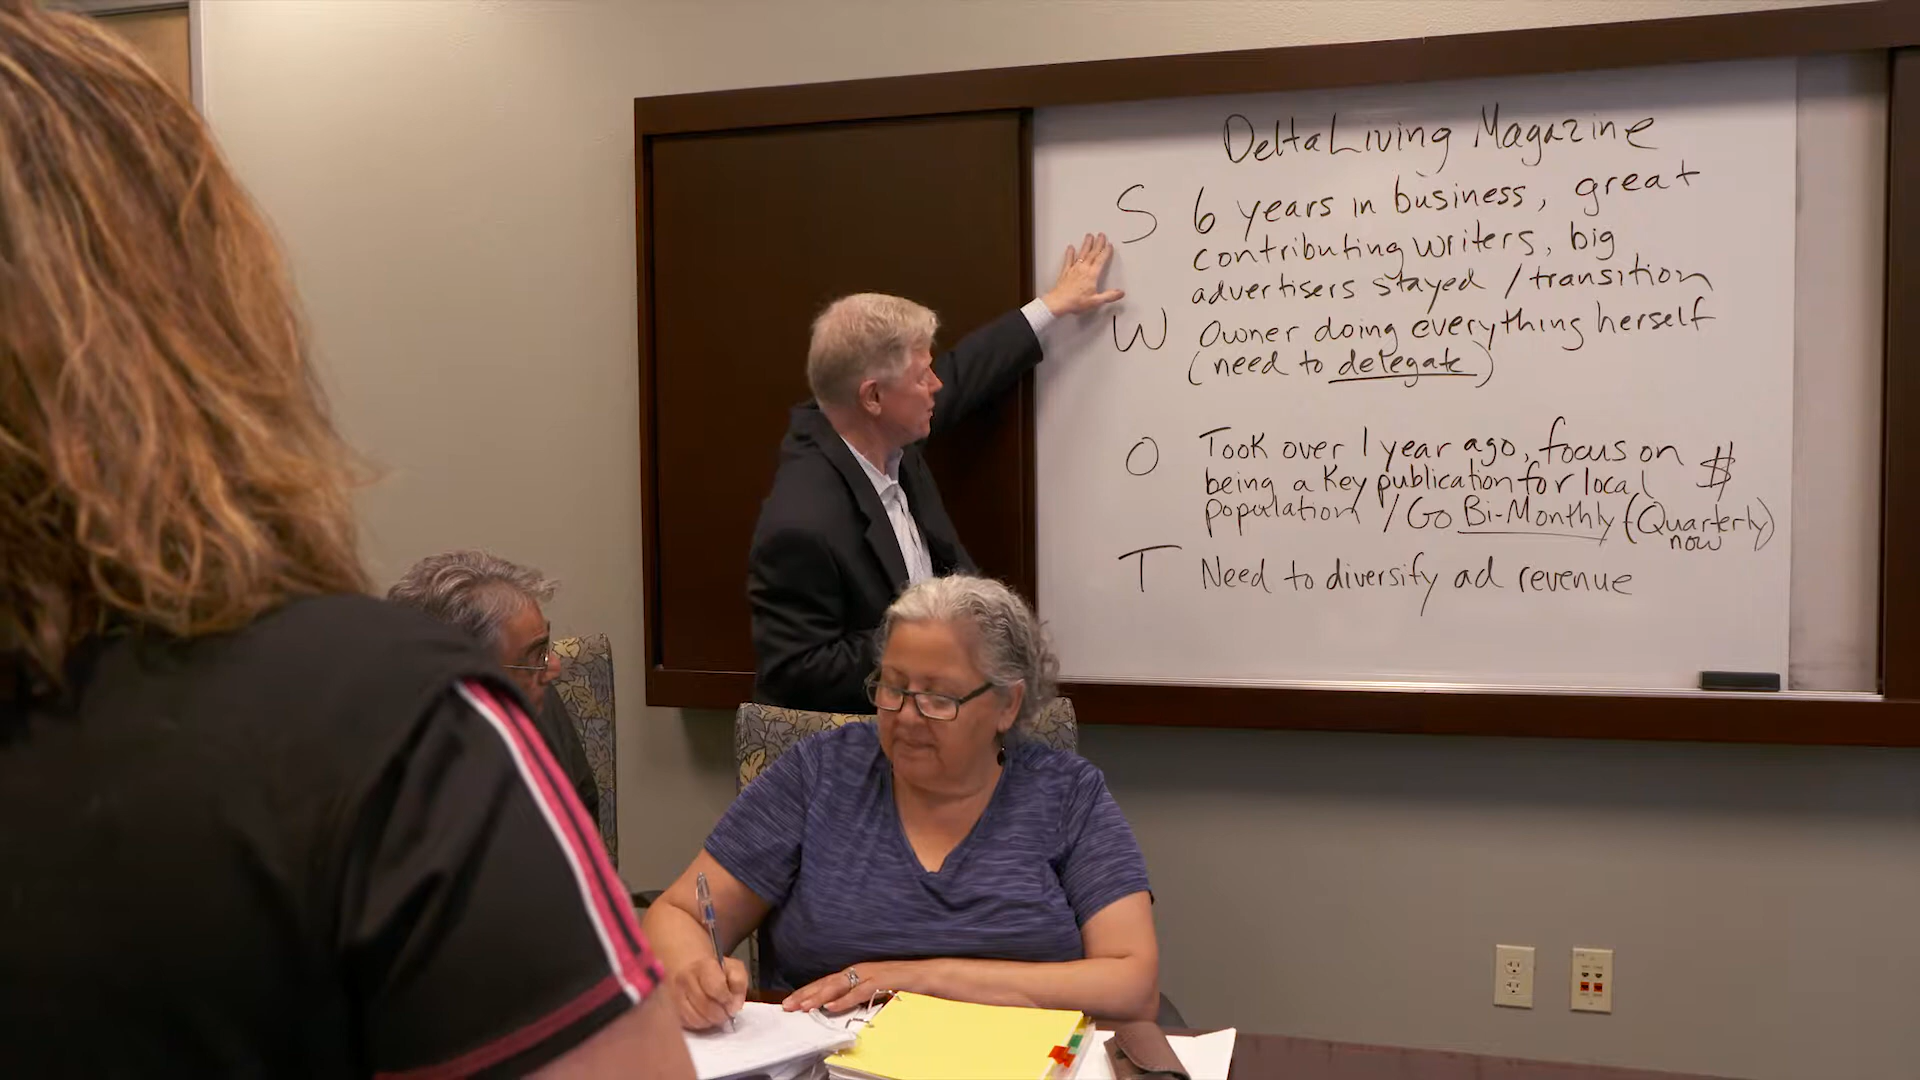 DeltaLiving Magazine
S 6 years in business, great
contributing writers, big
advertisers stayed / transition
W Owner doing everything herself
(need to delegate)
O Took over 1 year ago, focus on $
being a Key publication for local
population / Go Bi-Monthly (Quarterly
now)
T Need to diversify ad revenue